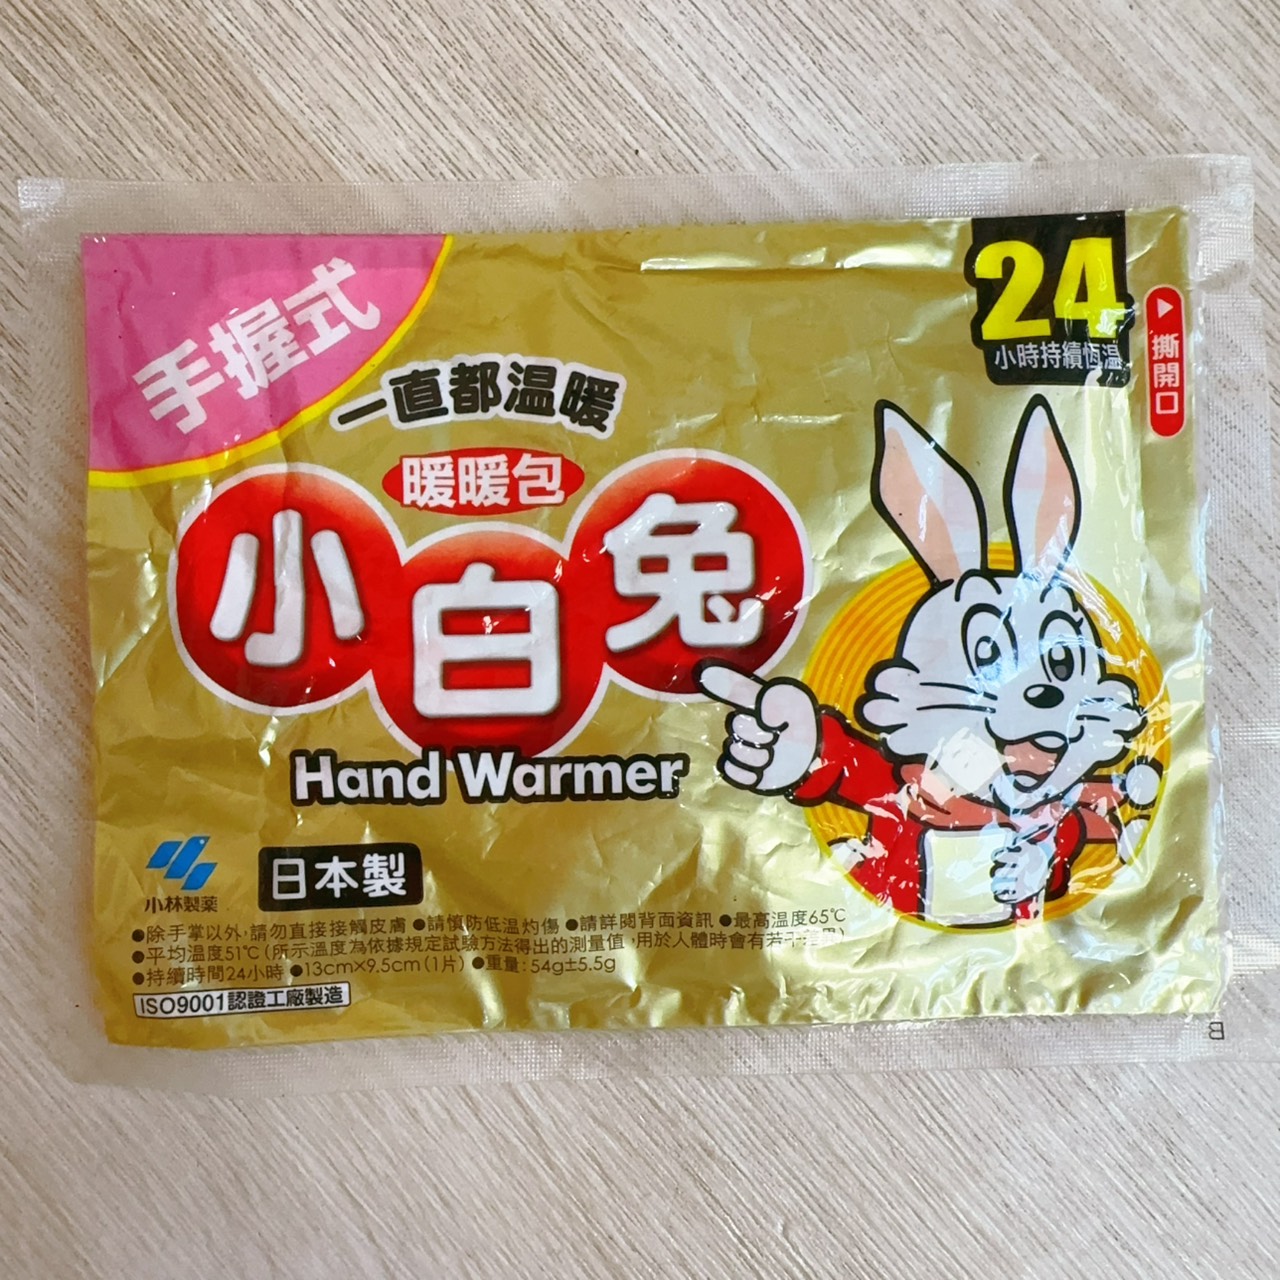 手握式
24
小時持續恆溫
撕開口
一直都溫暖
暖暖包
小白兔
Hand Warmer
小林製薬
日本製
●除手掌以外,請勿直接接觸皮膚 ●請慎防低溫灼傷 ●請詳閱背面資訊 ●最高溫度65℃
●平均溫度51℃(所示溫度為依據規定試驗方法得出的測量值,用於人體時會有若干差異)
●持續時間24小時 ●13cm×9.5cm(1片) ●重量:54g±5.5g
ISO9001認證工廠製造
B